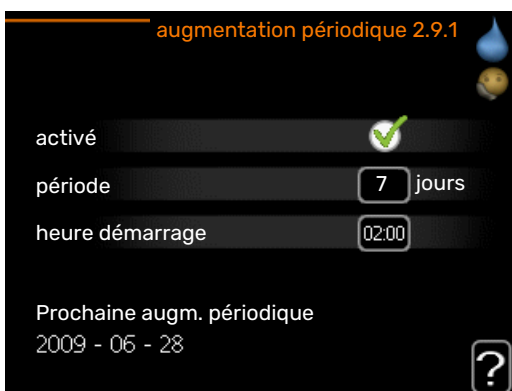 augmentation périodique 2.9.1
activé
période 7 jours
heure démarrage 02:00
Prochaine augm. périodique
2009 - 06 - 28
?